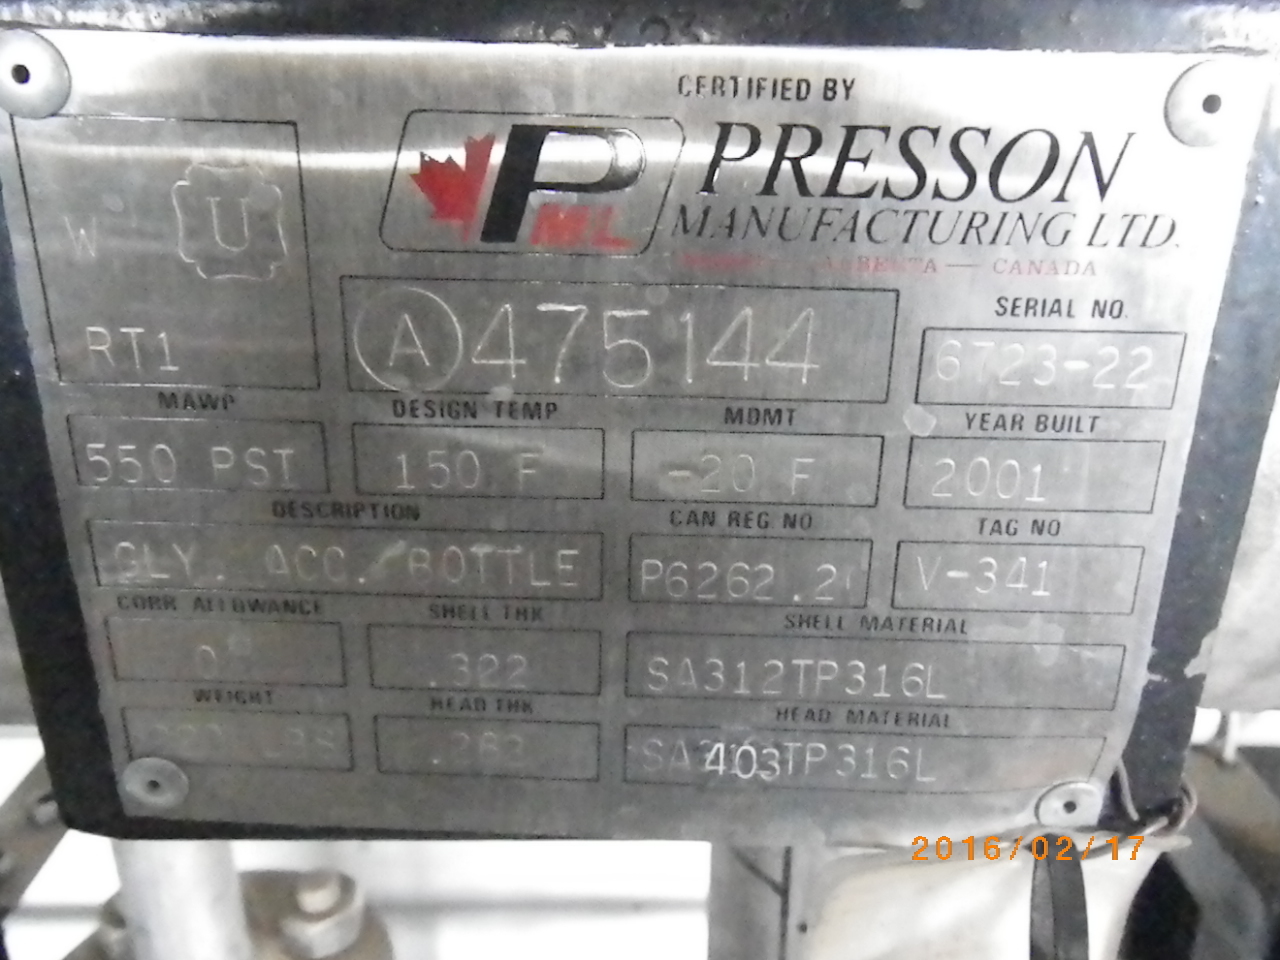 CERTIFIED BY
PML
PRESSON
MANUFACTURING LTD.
ALBERTA — CANADA
W U
RT1
A 475144
SERIAL NO.
6723-22
MAWP DESIGN TEMP MDMT YEAR BUILT
550 PSI 150 F -20 F 2001
DESCRIPTION CAN REG NO TAG NO
GLY. ACC. BOTTLE P6262.2 V-341
CORR ALLOWANCE SHELL THK SHELL MATERIAL
0 .322 SA312TP316L
WEIGHT HEAD THK HEAD MATERIAL
.282 SA403TP316L
2016/02/17